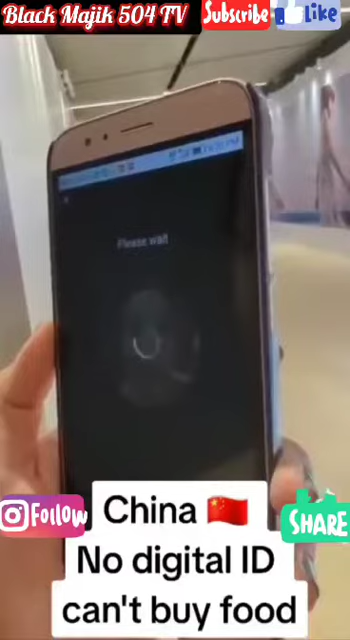 Black Majik 504 TV
Subscribe
Like
Please wait
Follow
SHARE
China 🇨🇳
No digital ID
can't buy food